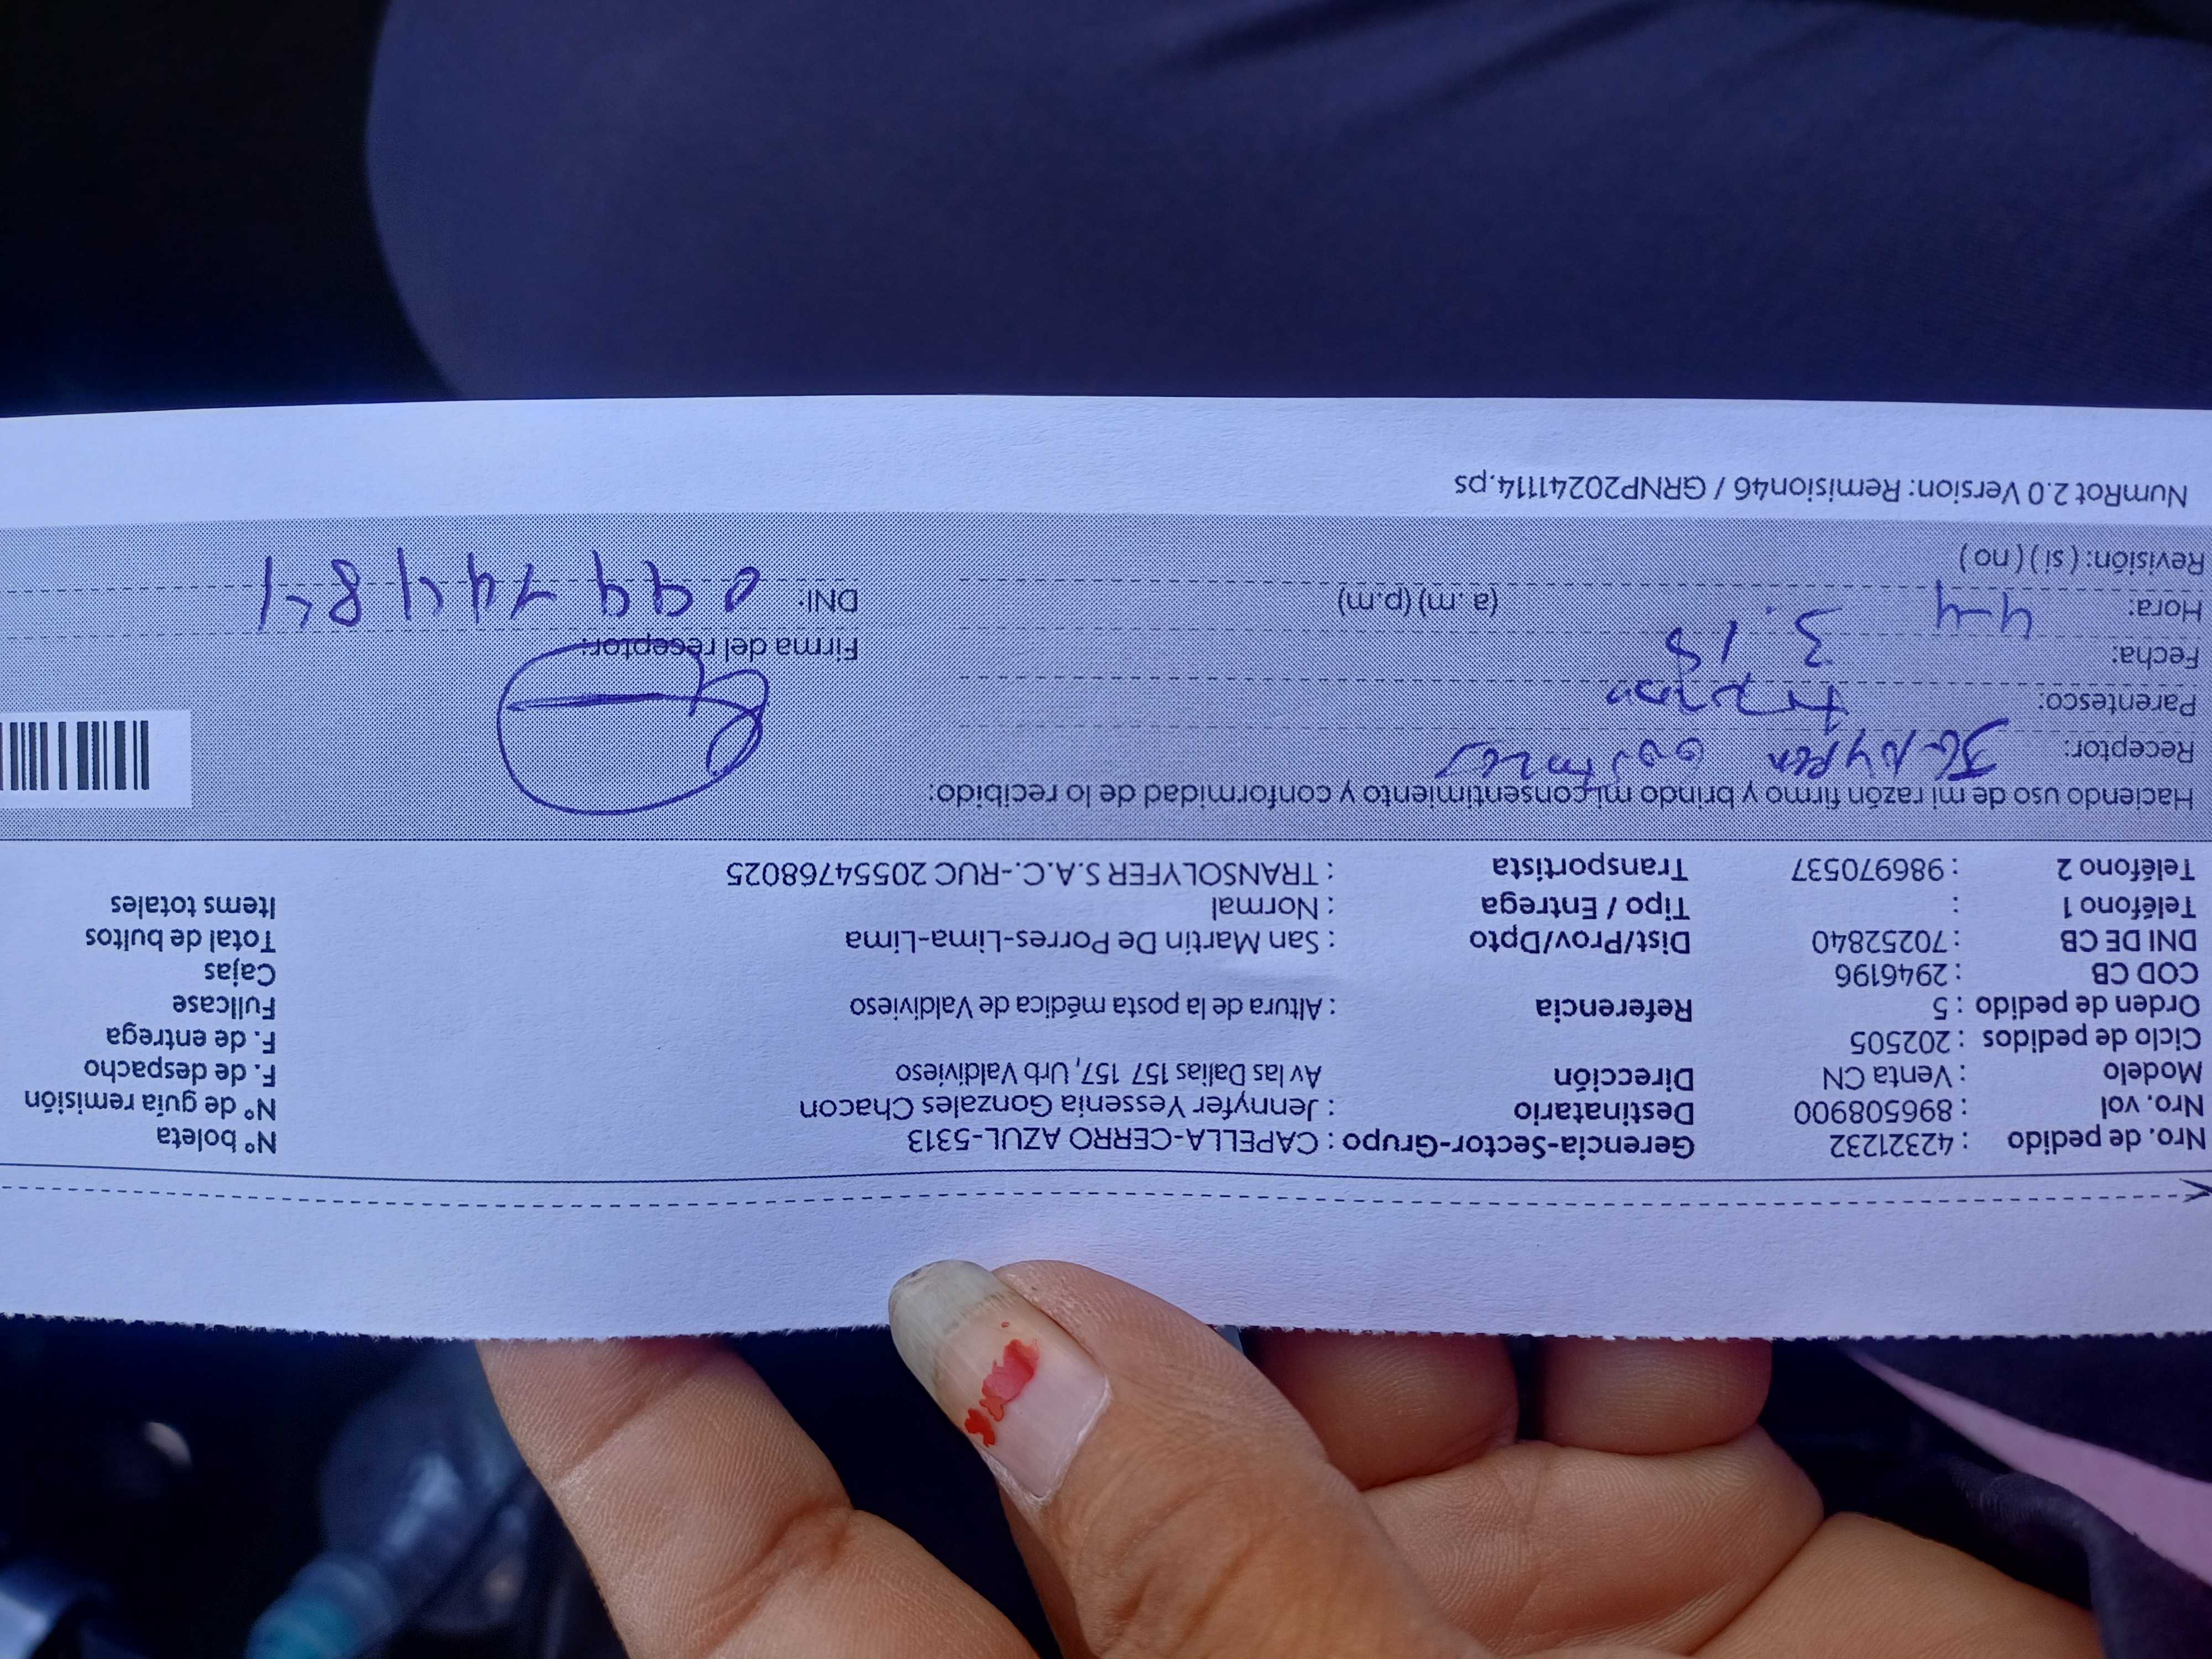 Nro. de pedido : 42321232 Gerencia-Sector-Grupo : CAPELLA-CERRO AZUL-5313 N° boleta
Nro. vol : 896508900 Destinatario : Jennyfer Yessenia Gonzales Chacon N° de guía remisión
Modelo : Venta CN Dirección Av las Dalias 157 157, Urb Valdivieso F. de despacho
Ciclo de pedidos : 202505 F. de entrega
Orden de pedido : 5 Referencia : Altura de la posta médica de Valdivieso Fullcase
COD CB : 2946196 Cajas
DNI DE CB : 70252840 Dist/Prov/Dpto : San Martin De Porres-Lima-Lima Total de bultos
Teléfono 1 : Tipo / Entrega : Normal Items totales
Teléfono 2 : 986970537 Transportista : TRANSOLYFER S.A.C.-RUC 20554768025
Haciendo uso de mi razón firmo y brindo mi consentimiento y conformidad de lo recibido:
Receptor:
Parentesco:
Fecha: Firma del receptor:
Hora: (a. m) (p.m) DNI:
Revisión: ( si ) ( no )
NumRot 2.0 Version: Remision46 / GRNP20241114.ps